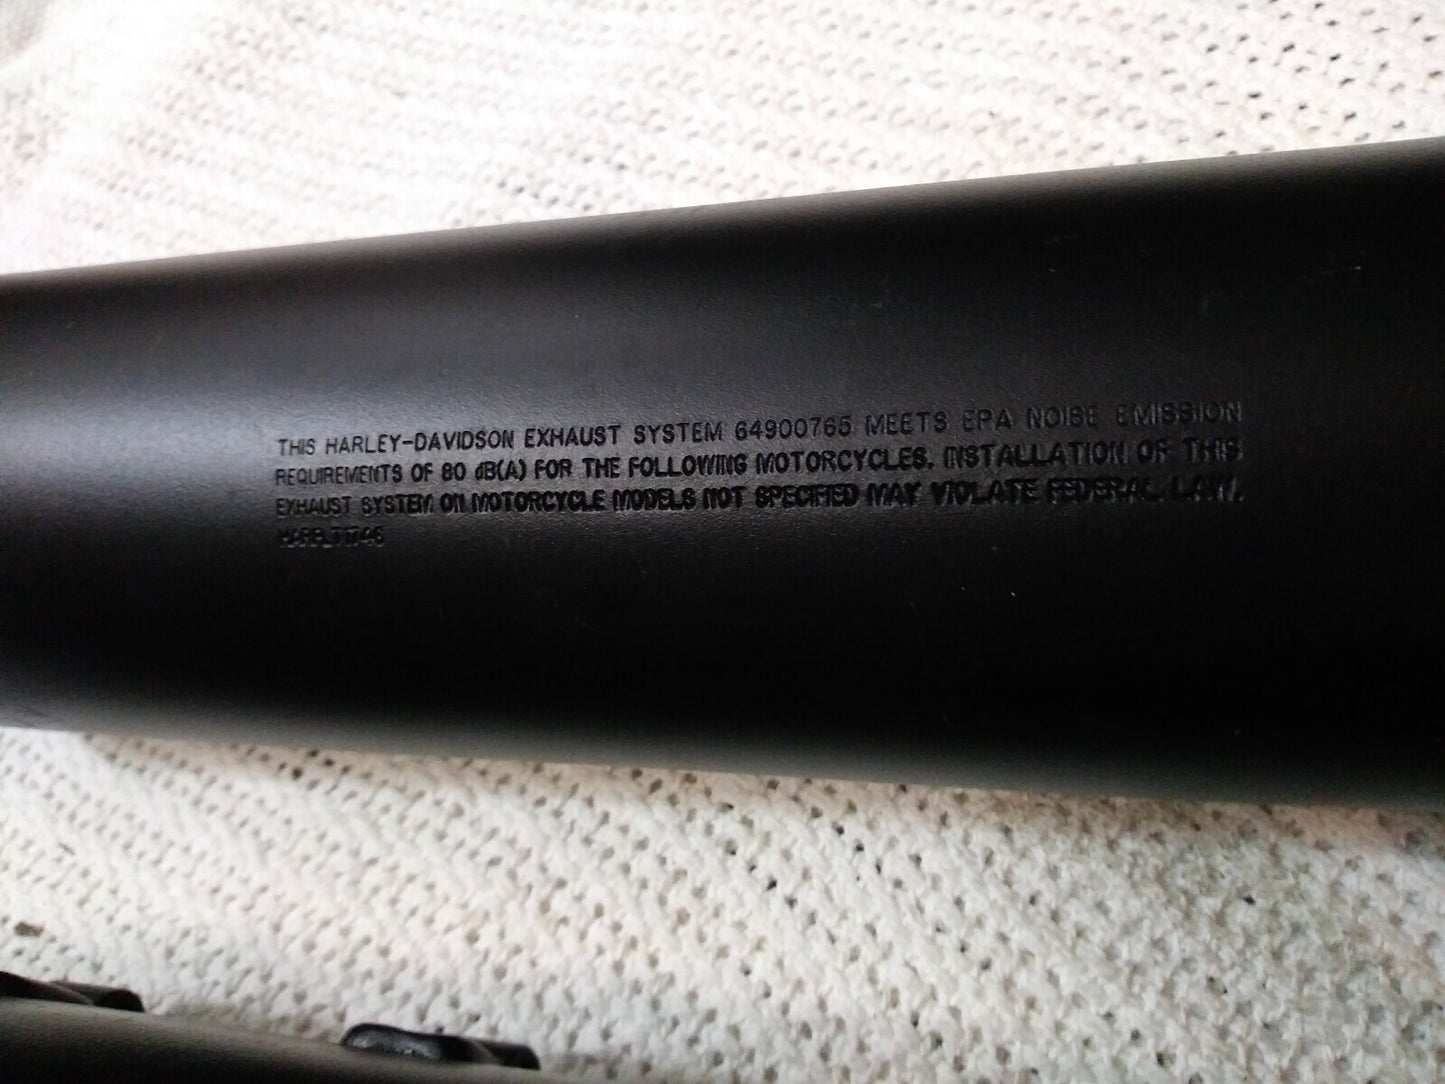 THIS HARLEY-DAVIDSON EXHAUST SYSTEM 64900765 MEETS EPA NOISE EMISSION
REQUIREMENTS OF 80 dB(A) FOR THE FOLLOWING MOTORCYCLES. INSTALLATION OF THIS
EXHAUST SYSTEM ON MOTORCYCLE MODELS NOT SPECIFIED MAY VIOLATE FEDERAL LAW.